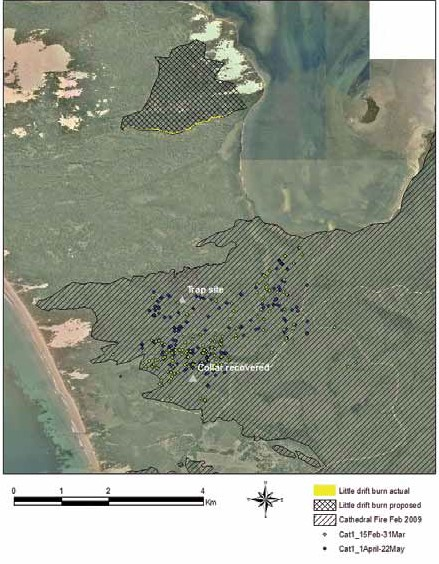 Trap site
Collar recovered
0 1 2 4
Km
Little drift burn actual
Little drift burn proposed
Cathedral Fire Feb 2009
Cat1_15Feb-31Mar
Cat1_1April-22May